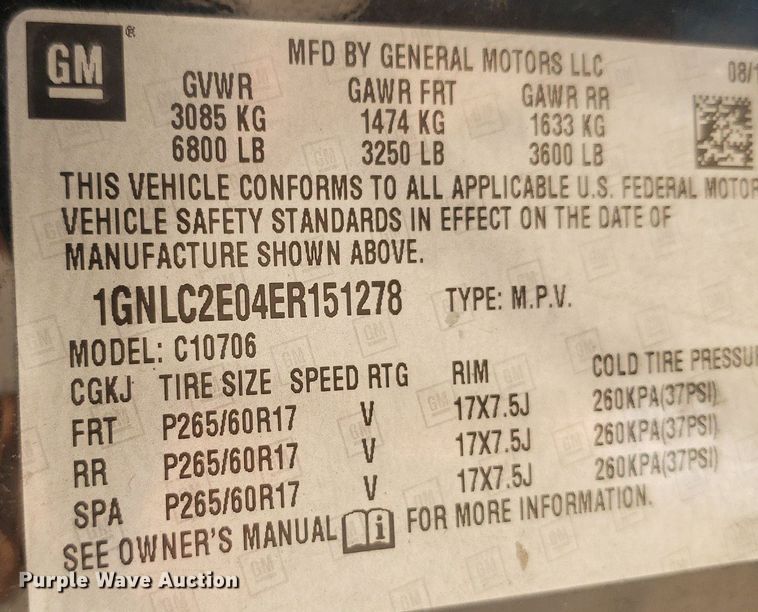 GM ®
MFD BY GENERAL MOTORS LLC
08/1
GVWR GAWR FRT GAWR RR
3085 KG 1474 KG 1633 KG
6800 LB 3250 LB 3600 LB
THIS VEHICLE CONFORMS TO ALL APPLICABLE U.S. FEDERAL MOTOR
VEHICLE SAFETY STANDARDS IN EFFECT ON THE DATE OF
MANUFACTURE SHOWN ABOVE.
1GNLC2E04ER151278 TYPE: M.P.V.
MODEL: C10706
CGKJ TIRE SIZE SPEED RTG RIM COLD TIRE PRESSU
FRT P265/60R17 V 17X7.5J 260KPA(37PSI)
RR P265/60R17 V 17X7.5J 260KPA(37PSI)
SPA P265/60R17 V 17X7.5J 260KPA(37PSI)
SEE OWNER'S MANUAL i FOR MORE INFORMATION.
Purple Wave Auction